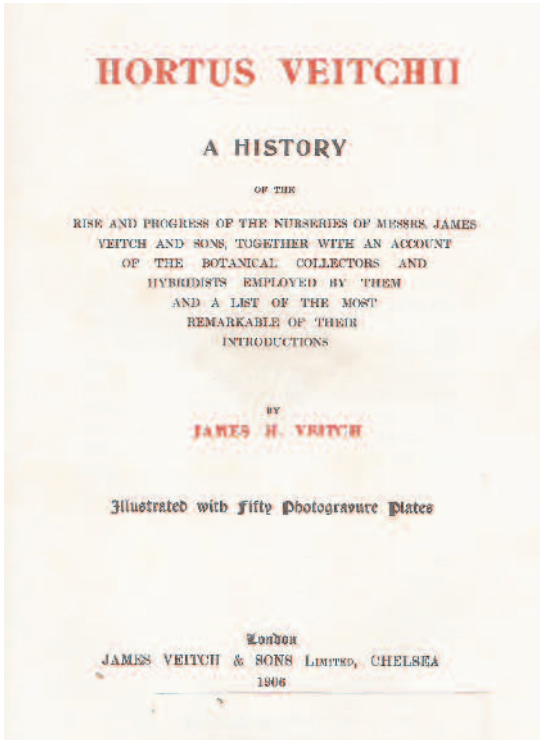 HORTUS VEITCHII
A HISTORY
OF THE
RISE AND PROGRESS OF THE NURSERIES OF MESSRS. JAMES
VEITCH AND SONS, TOGETHER WITH AN ACCOUNT
OF THE BOTANICAL COLLECTORS AND
HYBRIDISTS EMPLOYED BY THEM
AND A LIST OF THE MOST
REMARKABLE OF THEIR
INTRODUCTIONS
BY
JAMES H. VEITCH
Illustrated with Fifty Photogravure Plates
London
JAMES VEITCH & SONS LIMITED, CHELSEA
1906